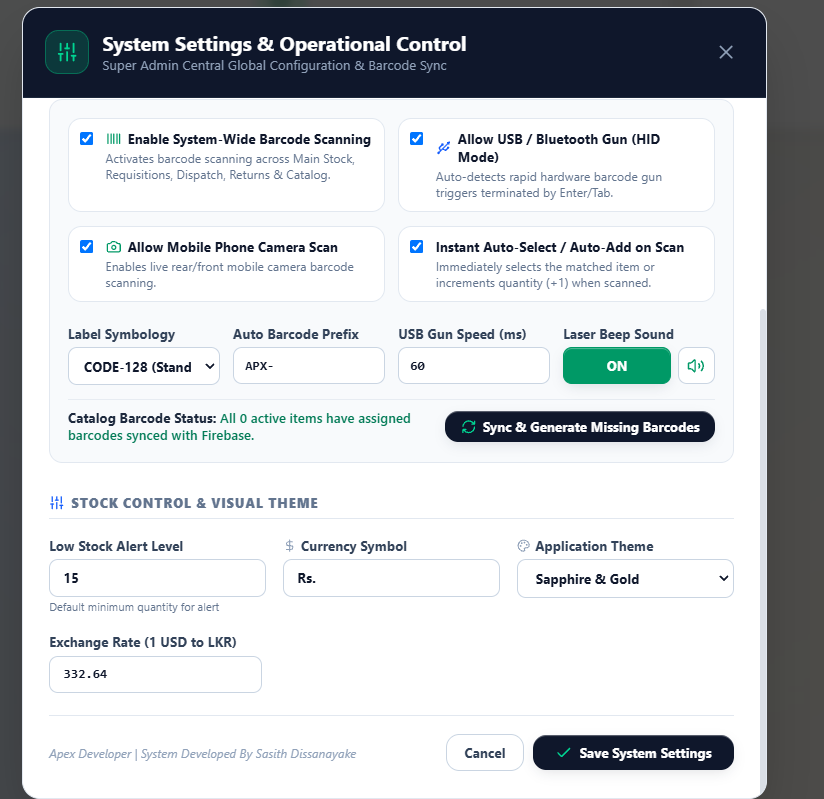 System Settings & Operational Control
Super Admin Central Global Configuration & Barcode Sync
Enable System-Wide Barcode Scanning
Activates barcode scanning across Main Stock,
Requisitions, Dispatch, Returns & Catalog.
Allow USB / Bluetooth Gun (HID
Mode)
Auto-detects rapid hardware barcode gun
triggers terminated by Enter/Tab.
Allow Mobile Phone Camera Scan
Enables live rear/front mobile camera barcode
scanning.
Instant Auto-Select / Auto-Add on Scan
Immediately selects the matched item or
increments quantity (+1) when scanned.
Label Symbology
CODE-128 (Stand
Auto Barcode Prefix
APX-
USB Gun Speed (ms)
60
Laser Beep Sound
ON
Catalog Barcode Status: All 0 active items have assigned
barcodes synced with Firebase.
Sync & Generate Missing Barcodes
STOCK CONTROL & VISUAL THEME
Low Stock Alert Level
15
Default minimum quantity for alert
$ Currency Symbol
Rs.
Application Theme
Sapphire & Gold
Exchange Rate (1 USD to LKR)
332.64
Apex Developer | System Developed By Sasith Dissanayake
Cancel
Save System Settings